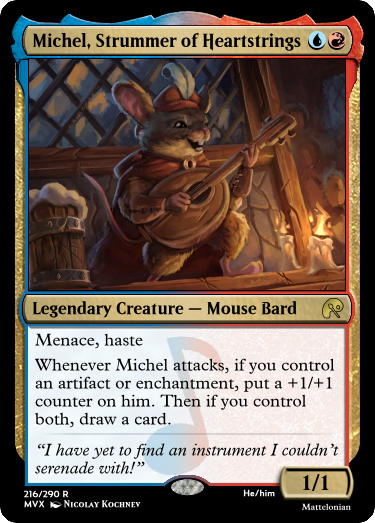 Michel, Strummer of Heartstrings
Legendary Creature — Mouse Bard
Menace, haste
Whenever Michel attacks, if you control
an artifact or enchantment, put a +1/+1
counter on him. Then if you control
both, draw a card.
“I have yet to find an instrument I couldn’t
serenade with!”
1/1
216/290 R
He/him
MVX Nicolay Kochnev
Mattelonian